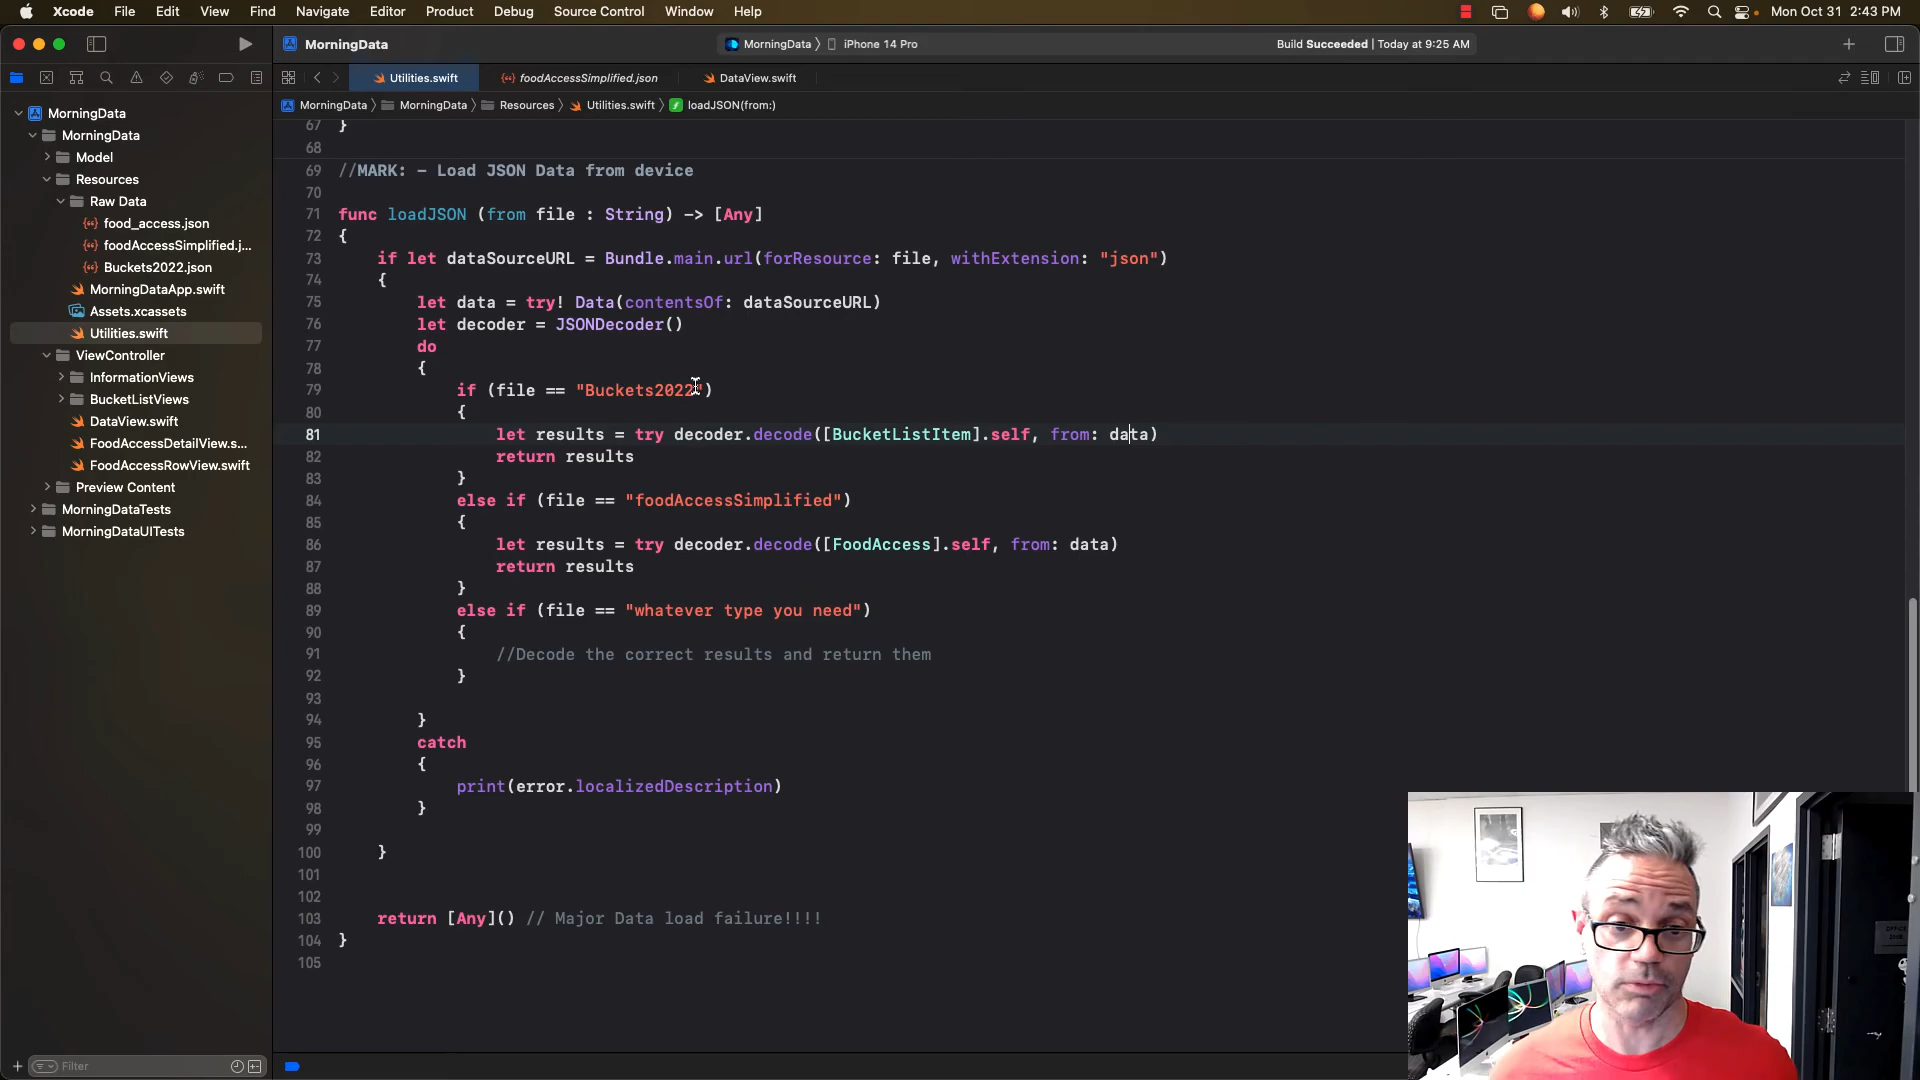 Xcode File Edit View Find Navigate Editor Product Debug Source Control Window Help Mon Oct 31 2:43 PM
MorningData MorningData iPhone 14 Pro Build Succeeded | Today at 9:25 AM
Utilities.swift foodAccessSimplified.json DataView.swift
MorningData MorningData Resources Utilities.swift loadJSON(from:)
MorningData
MorningData
Model
Resources
Raw Data
food_access.json
foodAccessSimplified.j...
Buckets2022.json
MorningDataApp.swift
Assets.xcassets
Utilities.swift
ViewController
InformationViews
BucketListViews
DataView.swift
FoodAccessDetailView.s...
FoodAccessRowView.swift
Preview Content
MorningDataTests
MorningDataUITests
Filter
67 }
68
69 //MARK: - Load JSON Data from device
70
71 func loadJSON (from file : String) -> [Any]
72 {
73 if let dataSourceURL = Bundle.main.url(forResource: file, withExtension: "json")
74 {
75 let data = try! Data(contentsOf: dataSourceURL)
76 let decoder = JSONDecoder()
77 do
78 {
79 if (file == "Buckets2022")
80 {
81 let results = try decoder.decode([BucketListItem].self, from: data)
82 return results
83 }
84 else if (file == "foodAccessSimplified")
85 {
86 let results = try decoder.decode([FoodAccess].self, from: data)
87 return results
88 }
89 else if (file == "whatever type you need")
90 {
91 //Decode the correct results and return them
92 }
93
94 }
95 catch
96 {
97 print(error.localizedDescription)
98 }
99
100 }
101
102
103 return [Any]() // Major Data load failure!!!!
104 }
105